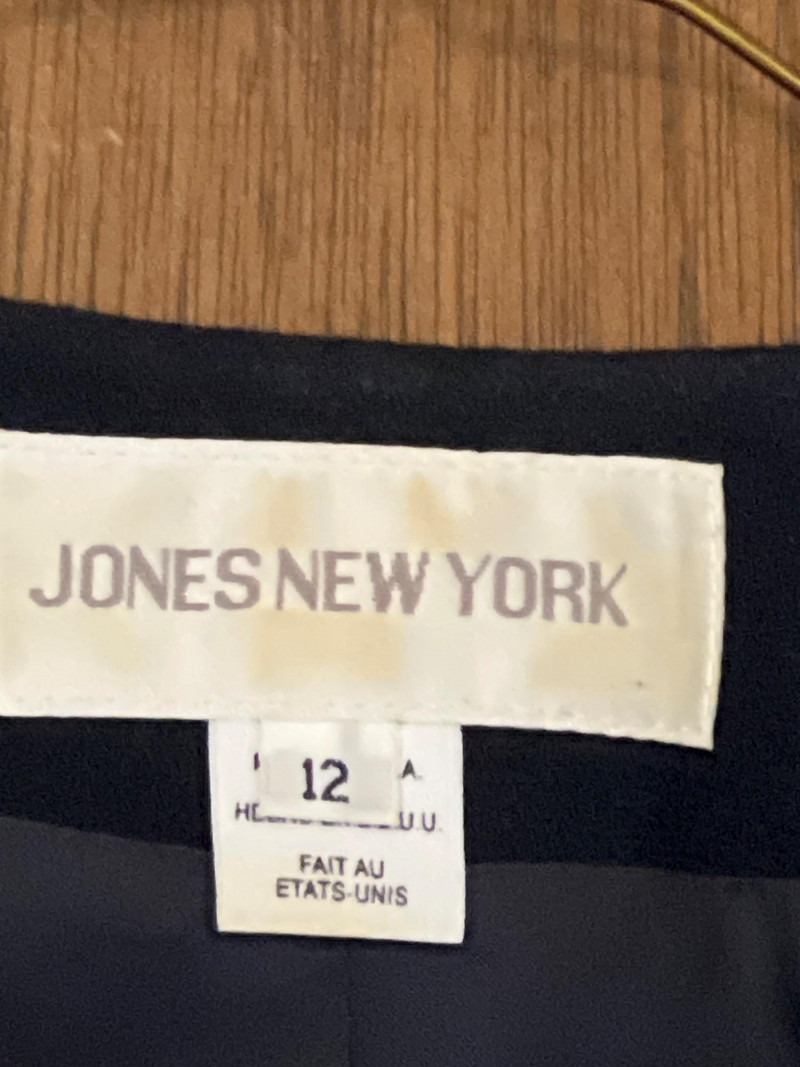 JONES NEW YORK
12
A.
U.U.
FAIT AU
ETATS-UNIS